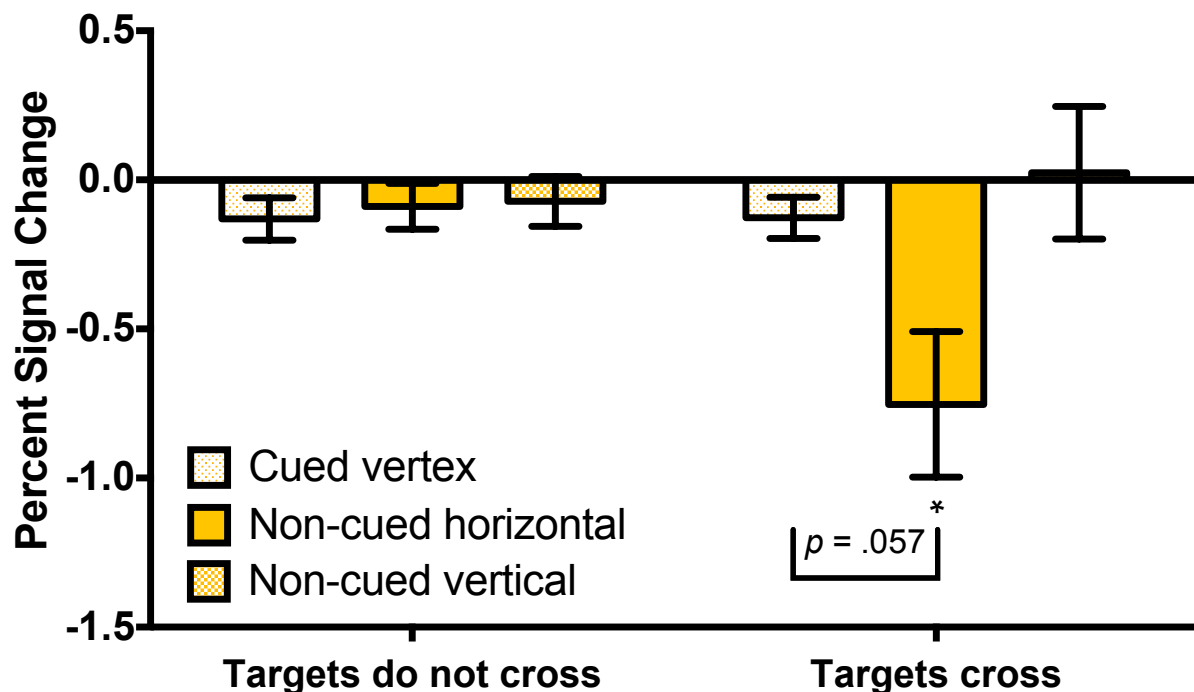 Percent Signal Change
0.5
0.0
-0.5
-1.0
-1.5
Cued vertex
Non-cued horizontal
Non-cued vertical
*
p = .057
Targets do not cross
Targets cross